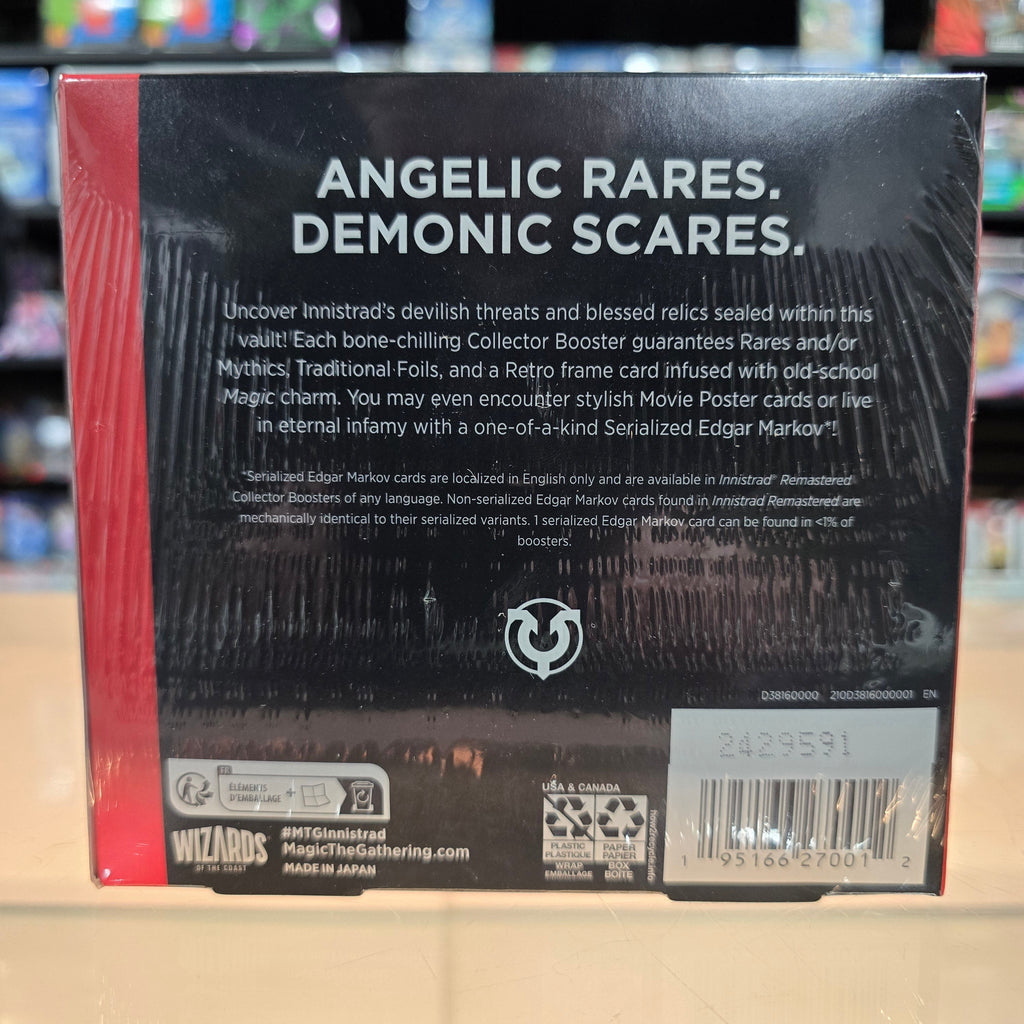 ANGELIC RARES.
DEMONIC SCARES.
Uncover Innistrad's devilish threats and blessed relics sealed within this
vault! Each bone-chilling Collector Booster guarantees Rares and/or
Mythics, Traditional Foils, and a Retro frame card infused with old-school
Magic charm. You may even encounter stylish Movie Poster cards or live
in eternal infamy with a one-of-a-kind Serialized Edgar Markov*!
*Serialized Edgar Markov cards are localized in English only and are available in Innistrad® Remastered
Collector Boosters of any language. Non-serialized Edgar Markov cards found in Innistrad Remastered are
mechanically identical to their serialized variants. 1 serialized Edgar Markov card can be found in <1% of
boosters.
D38160000 210D3816000001 EN
2429591
1 95166 27001 2
FR
ÉLÉMENTS
D'EMBALLAGE +
WIZARDS
OF THE COAST
#MTGInnistrad
MagicTheGathering.com
MADE IN JAPAN
USA & CANADA
PLASTIC
PLASTIQUE
WRAP
EMBALLAGE
PAPER
PAPIER
BOX
BOÎTE
how2recycle.info